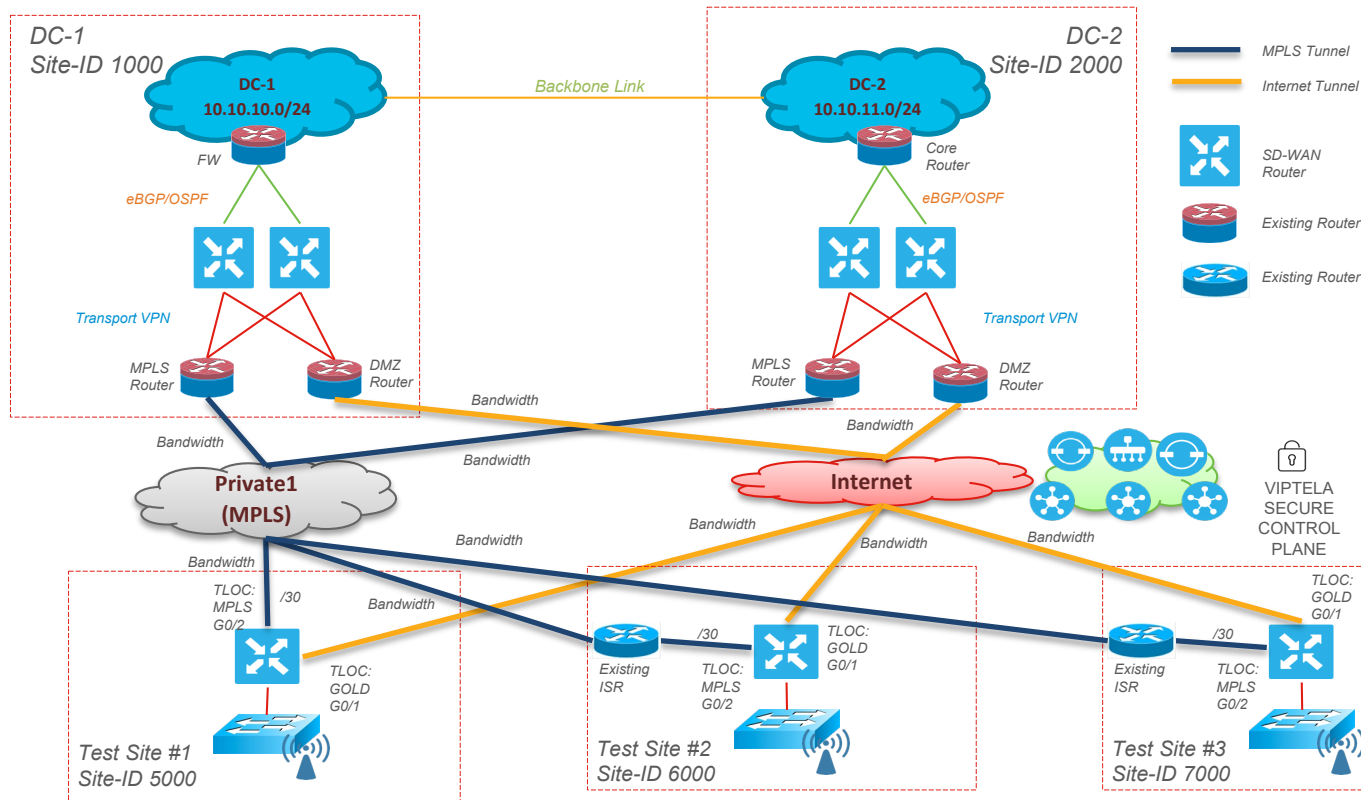 DC-1
Site-ID 1000
DC-2
Site-ID 2000
MPLS Tunnel
Internet Tunnel
SD-WAN
Router
Existing Router
Existing Router
DC-1
10.10.10.0/24
Backbone Link
DC-2
10.10.11.0/24
FW
Core
Router
eBGP/OSPF
eBGP/OSPF
Transport VPN
Transport VPN
MPLS
Router
DMZ
Router
MPLS
Router
DMZ
Router
Bandwidth
Bandwidth
Bandwidth
Bandwidth
Private1
(MPLS)
Internet
VIPTELA
SECURE
CONTROL
PLANE
Bandwidth
Bandwidth
Bandwidth
Bandwidth
Bandwidth
TLOC:
MPLS
G0/2
/30
TLOC:
GOLD
G0/1
Test Site #1
Site-ID 5000
Existing
ISR
/30
TLOC:
MPLS
G0/2
TLOC:
GOLD
G0/1
Test Site #2
Site-ID 6000
TLOC:
GOLD
G0/1
Existing
ISR
/30
TLOC:
MPLS
G0/2
Test Site #3
Site-ID 7000